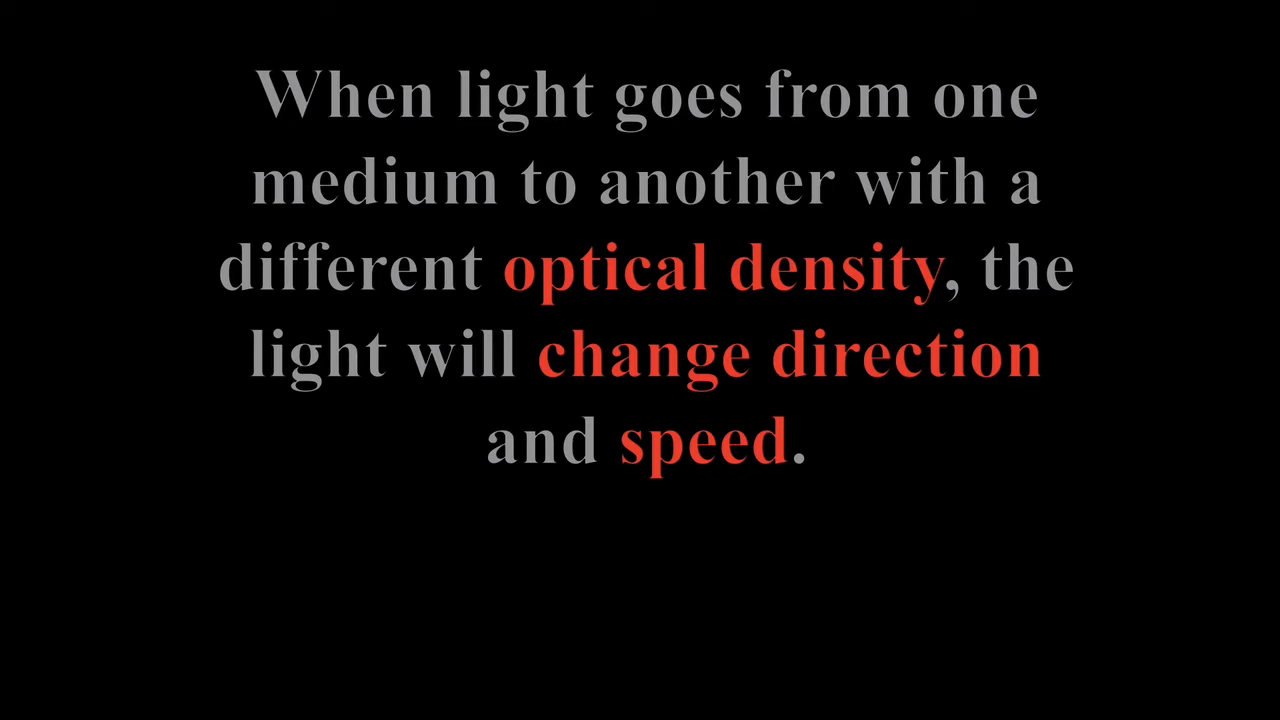 When light goes from one
medium to another with a
different optical density, the
light will change direction
and speed.